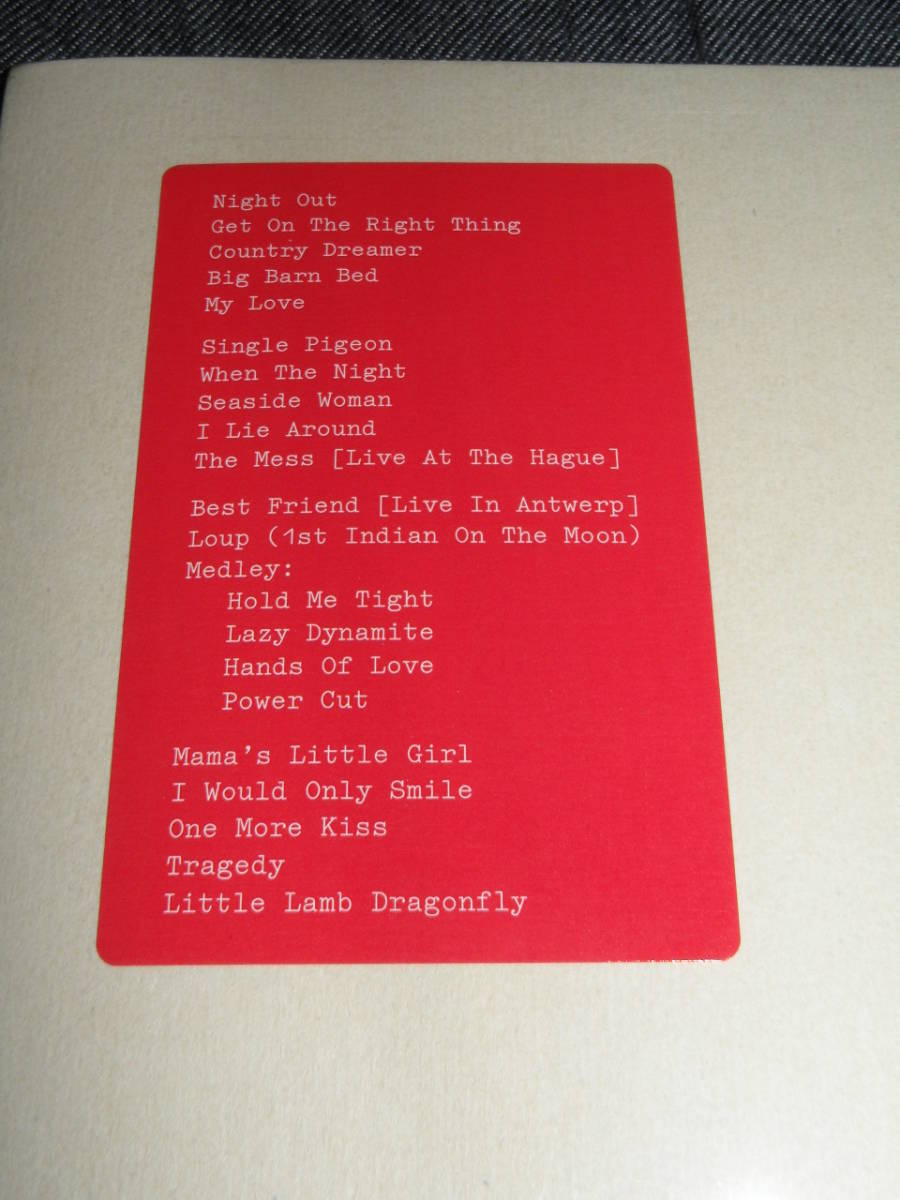 Night Out
Get On The Right Thing
Country Dreamer
Big Barn Bed
My Love
Single Pigeon
When The Night
Seaside Woman
I Lie Around
The Mess [Live At The Hague]
Best Friend [Live In Antwerp]
Loup (1st Indian On The Moon)
Medley:
Hold Me Tight
Lazy Dynamite
Hands Of Love
Power Cut
Mama's Little Girl
I Would Only Smile
One More Kiss
Tragedy
Little Lamb Dragonfly